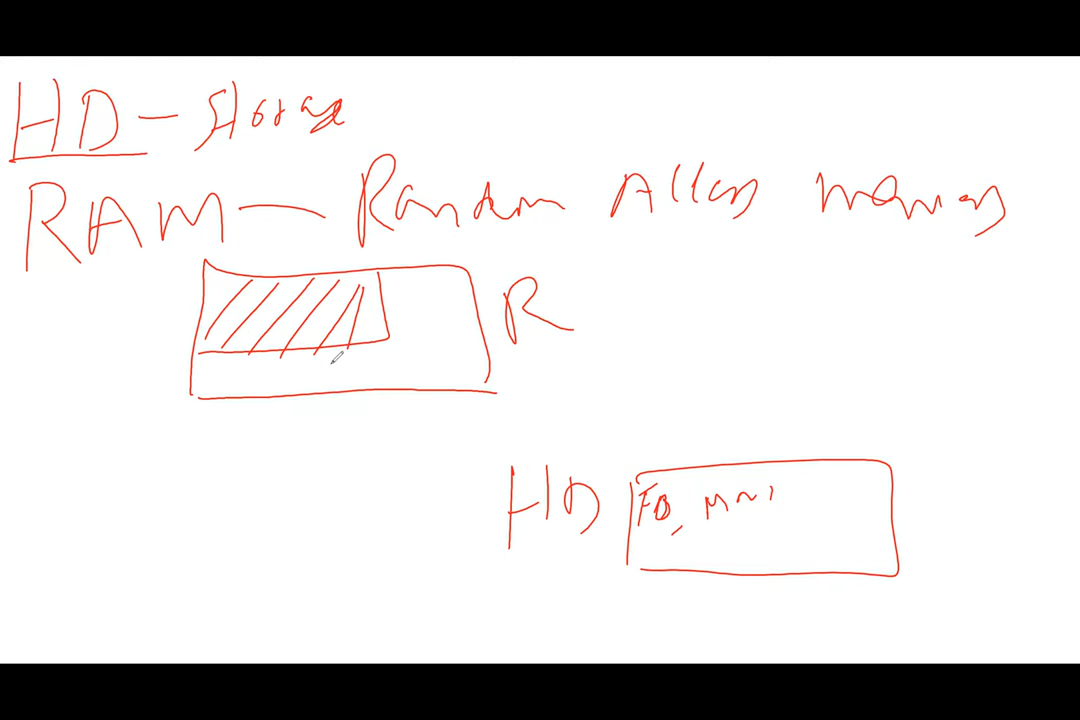 HD - Storage
RAM - Random Access Memory
R
HD FB,